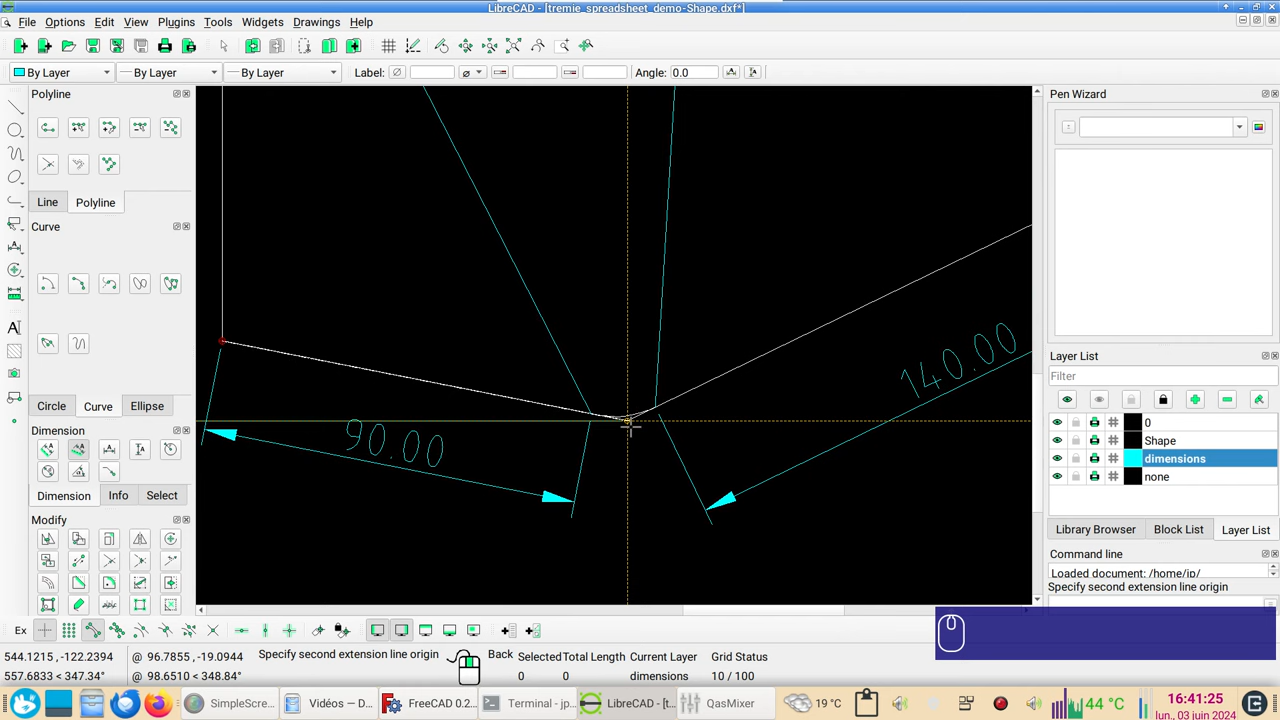 LibreCAD - [tremie_spreadsheet_demo-Shape.dxf*]
File Options Edit View Plugins Tools Widgets Drawings Help
By Layer By Layer By Layer Label: Angle: 0.0
Polyline
Line Polyline
Curve
Circle Curve Ellipse
Dimension
Dimension Info Select
Modify
90.00
140.00
Pen Wizard
Layer List
Filter
0
Shape
dimensions
none
Library Browser Block List Layer List
Command line
Loaded document: /home/jp/
Specify second extension line origin
Ex
544.1215 , -122.2394 @ 96.7855 , -19.0944 Specify second extension line origin Back Selected Total Length Current Layer Grid Status
557.6833 < 347.34° @ 98.6510 < 348.84° 0 0 dimensions 10 / 100
SimpleScre... Vidéos — D... FreeCAD 0.2... Terminal - jp... LibreCAD - [t... QasMixer 19 °C 44 °C 16:41:25
lun., 03 juin 2024